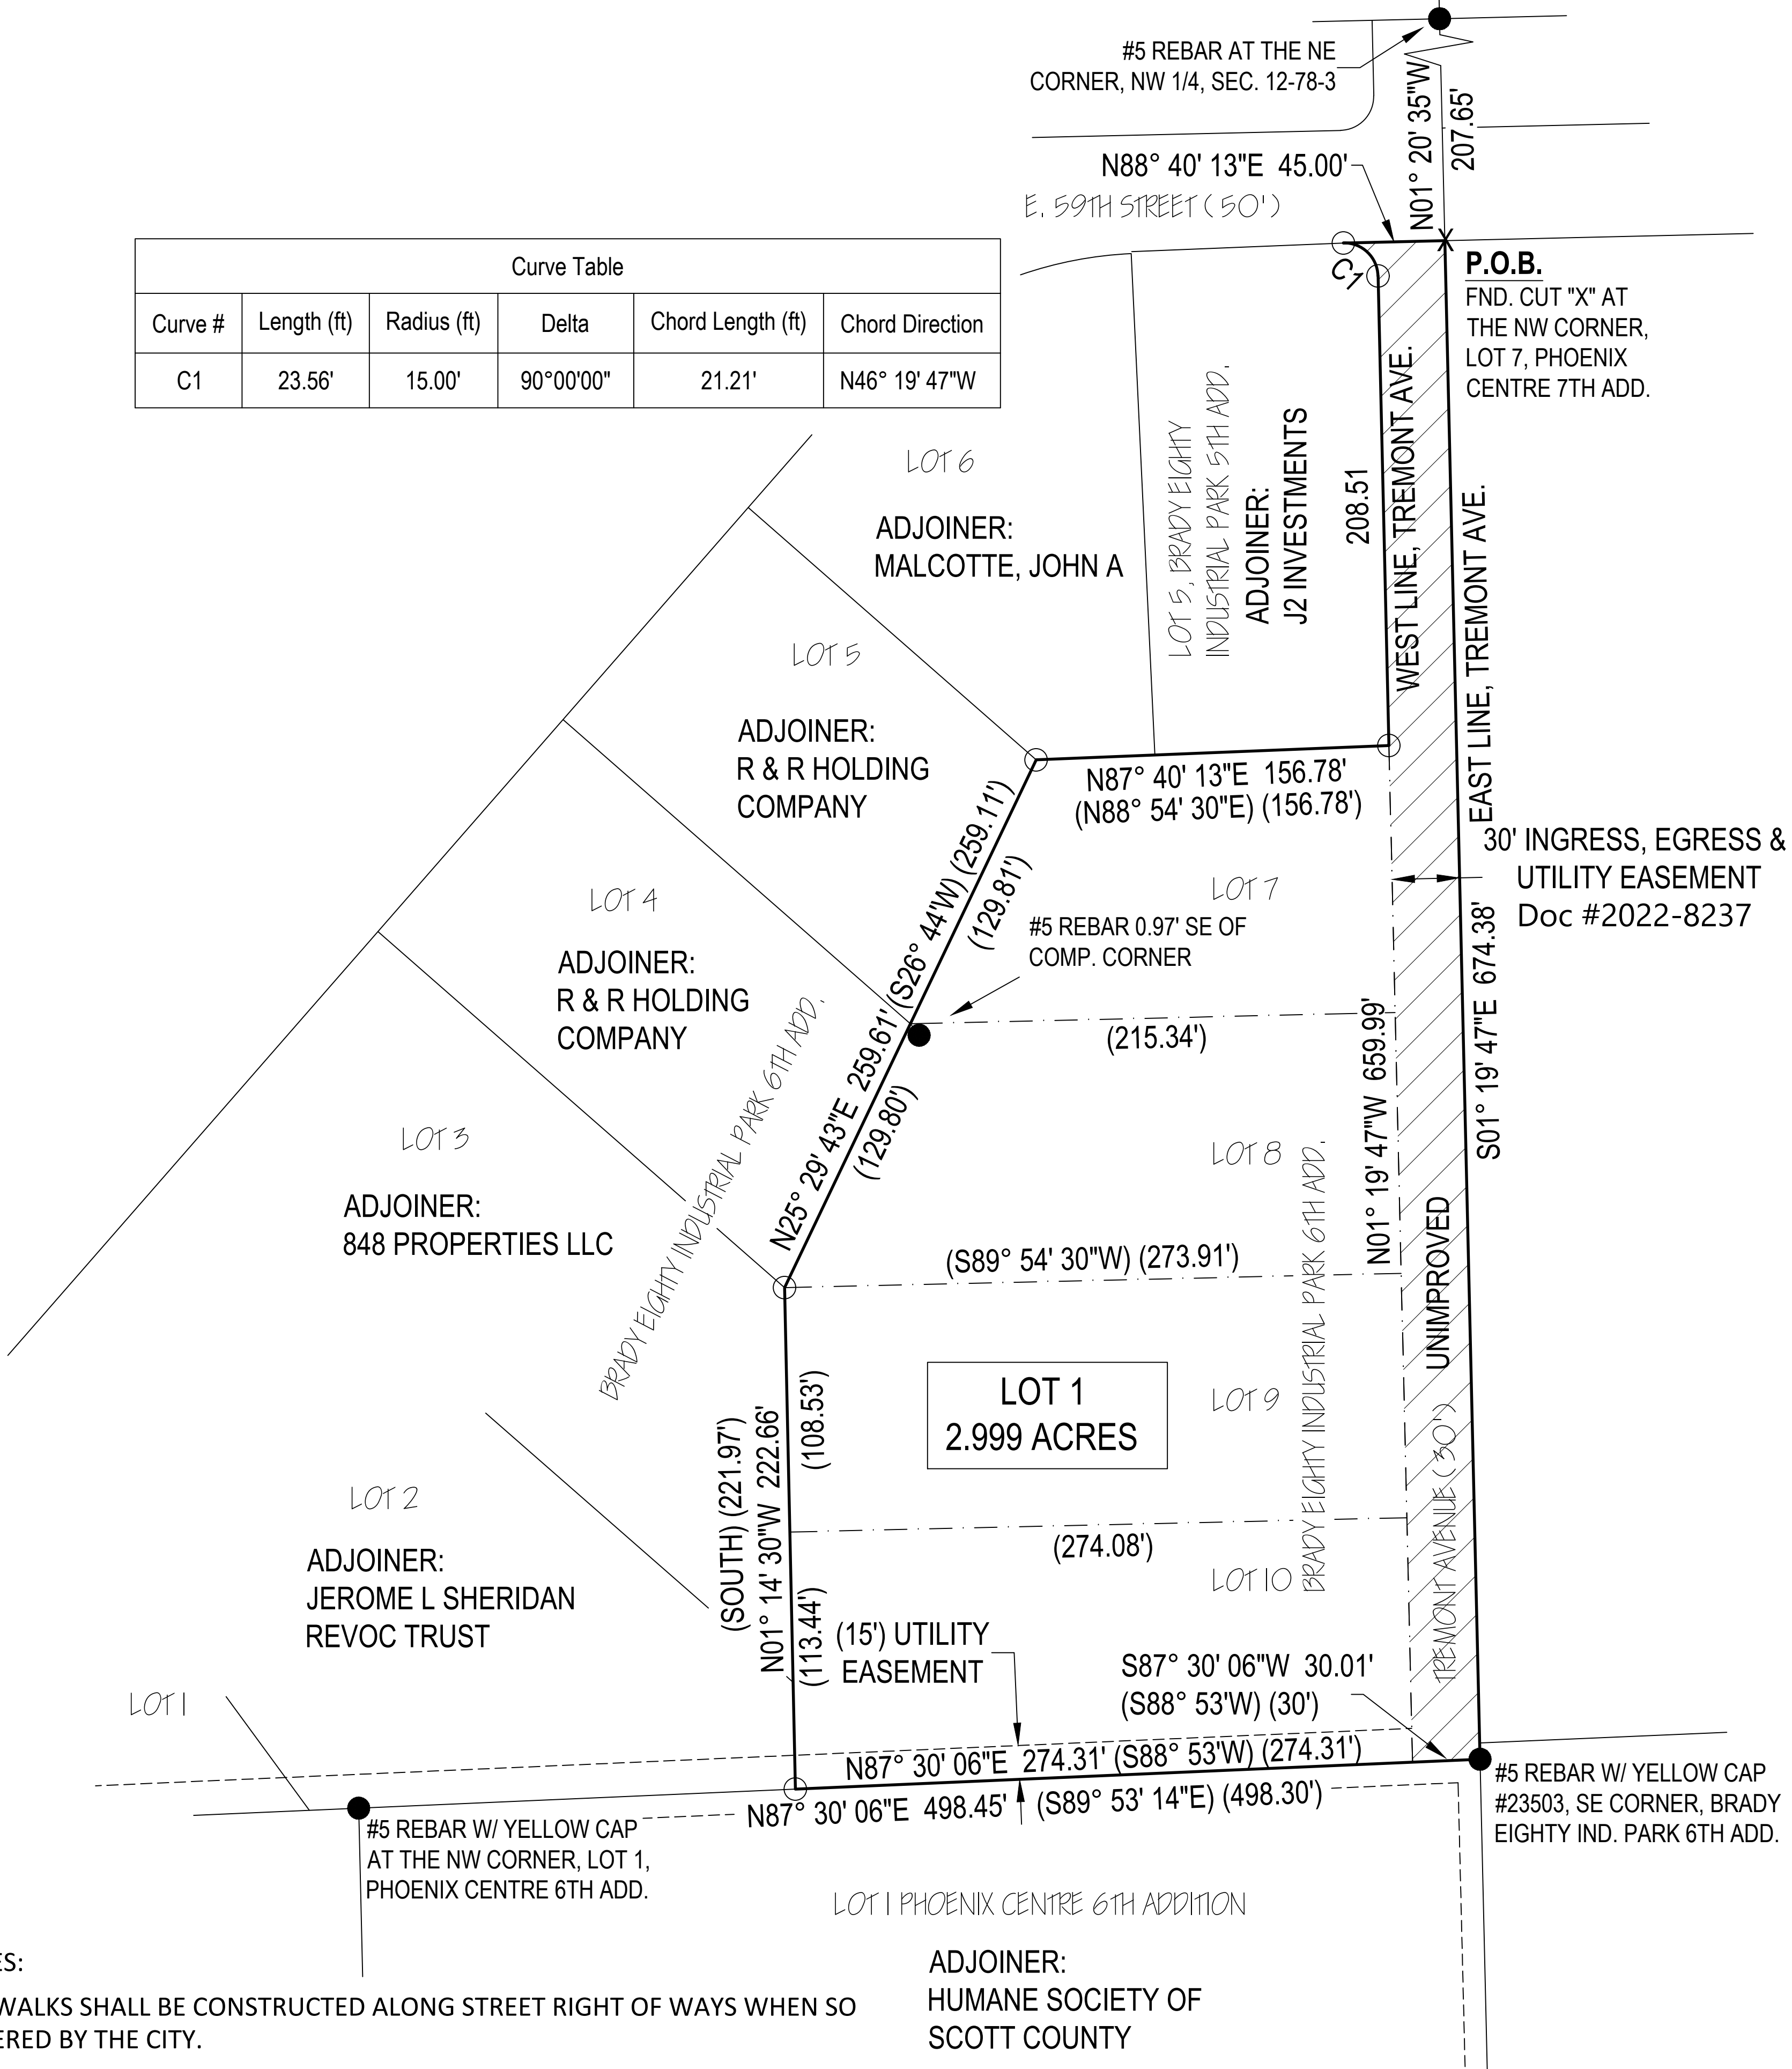 #5 REBAR AT THE NE
CORNER, NW 1/4, SEC. 12-78-3
N01° 20' 35"W
207.65'
N88° 40' 13"E 45.00'
E. 59TH STREET (50')
Curve Table
Curve # Length (ft) Radius (ft) Delta Chord Length (ft) Chord Direction
C1 23.56' 15.00' 90°00'00" 21.21' N46° 19' 47"W
C1
X
P.O.B.
FND. CUT "X" AT
THE NW CORNER,
LOT 7, PHOENIX
CENTRE 7TH ADD.
LOT 6
ADJOINER:
MALCOTTE, JOHN A
LOT 5, BRADY EIGHTY
INDUSTRIAL PARK 5TH ADD.
ADJOINER:
J2 INVESTMENTS
208.51
WEST LINE, TREMONT AVE.
EAST LINE, TREMONT AVE.
LOT 5
ADJOINER:
R & R HOLDING
COMPANY
N87° 40' 13"E 156.78'
(N88° 54' 30"E) (156.78')
30' INGRESS, EGRESS &
UTILITY EASEMENT
Doc #2022-8237
LOT 4
ADJOINER:
R & R HOLDING
COMPANY
N25° 29' 43"E 259.61' (S26° 44'W) (259.11')
(129.81')
(129.80')
LOT 7
#5 REBAR 0.97' SE OF
COMP. CORNER
(215.34')
N01° 19' 47"W 659.99'
S01° 19' 47"E 674.38'
BRADY EIGHTY INDUSTRIAL PARK 6TH ADD.
LOT 3
ADJOINER:
848 PROPERTIES LLC
LOT 8
(S89° 54' 30"W) (273.91')
BRADY EIGHTY INDUSTRIAL PARK 6TH ADD.
UNIMPROVED
TREMONT AVENUE (30')
LOT 1
2.999 ACRES
LOT 9
(SOUTH) (221.97')
N01° 14' 30"W 222.66'
(108.53')
(113.44')
LOT 2
ADJOINER:
JEROME L SHERIDAN
REVOC TRUST
(274.08')
LOT 10
(15') UTILITY
EASEMENT
S87° 30' 06"W 30.01'
(S88° 53'W) (30')
LOT 1
N87° 30' 06"E 274.31' (S88° 53'W) (274.31')
N87° 30' 06"E 498.45' (S89° 53' 14"E) (498.30')
#5 REBAR W/ YELLOW CAP
AT THE NW CORNER, LOT 1,
PHOENIX CENTRE 6TH ADD.
#5 REBAR W/ YELLOW CAP
#23503, SE CORNER, BRADY
EIGHTY IND. PARK 6TH ADD.
LOT 1 PHOENIX CENTRE 6TH ADDITION
ADJOINER:
HUMANE SOCIETY OF
SCOTT COUNTY
ES:
WALKS SHALL BE CONSTRUCTED ALONG STREET RIGHT OF WAYS WHEN SO
ERED BY THE CITY.